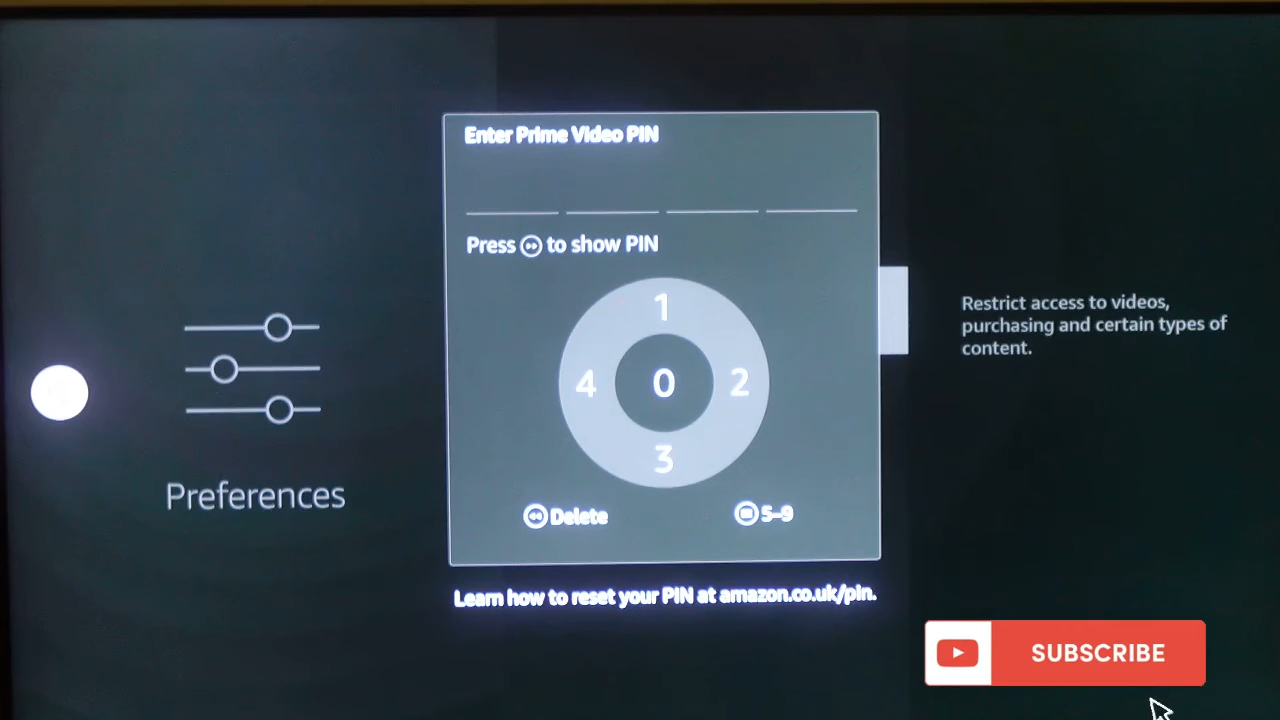 Enter Prime Video PIN
Press to show PIN
1
4 0 2
3
Delete 5-9
Preferences
Restrict access to videos,
purchasing and certain types of
content.
Learn how to reset your PIN at amazon.co.uk/pin.
SUBSCRIBE